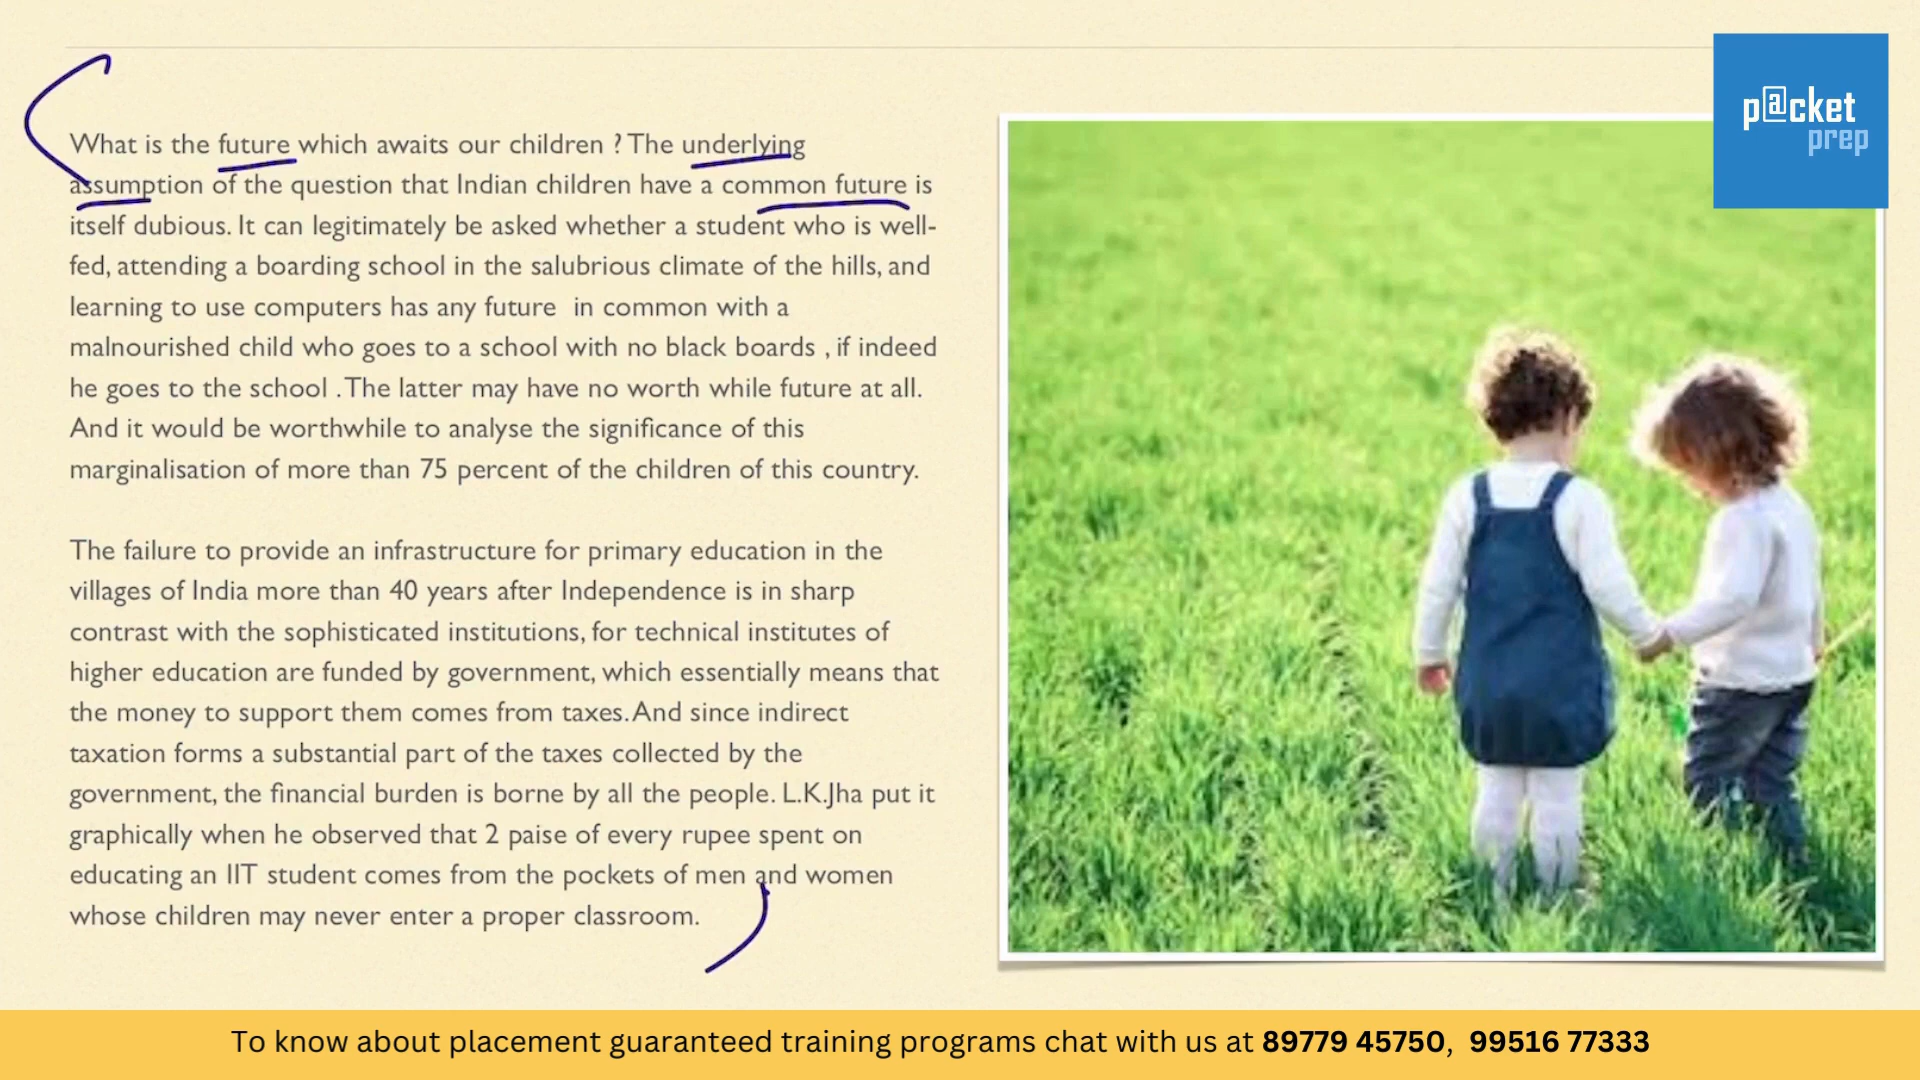 What is the future which awaits our children ? The underlying
assumption of the question that Indian children have a common future is
itself dubious. It can legitimately be asked whether a student who is well-
fed, attending a boarding school in the salubrious climate of the hills, and
learning to use computers has any future in common with a
malnourished child who goes to a school with no black boards , if indeed
he goes to the school . The latter may have no worth while future at all.
And it would be worthwhile to analyse the significance of this
marginalisation of more than 75 percent of the children of this country.
The failure to provide an infrastructure for primary education in the
villages of India more than 40 years after Independence is in sharp
contrast with the sophisticated institutions, for technical institutes of
higher education are funded by government, which essentially means that
the money to support them comes from taxes. And since indirect
taxation forms a substantial part of the taxes collected by the
government, the financial burden is borne by all the people. L.K.Jha put it
graphically when he observed that 2 paise of every rupee spent on
educating an IIT student comes from the pockets of men and women
whose children may never enter a proper classroom.
p@cket
prep
To know about placement guaranteed training programs chat with us at 89779 45750, 99516 77333